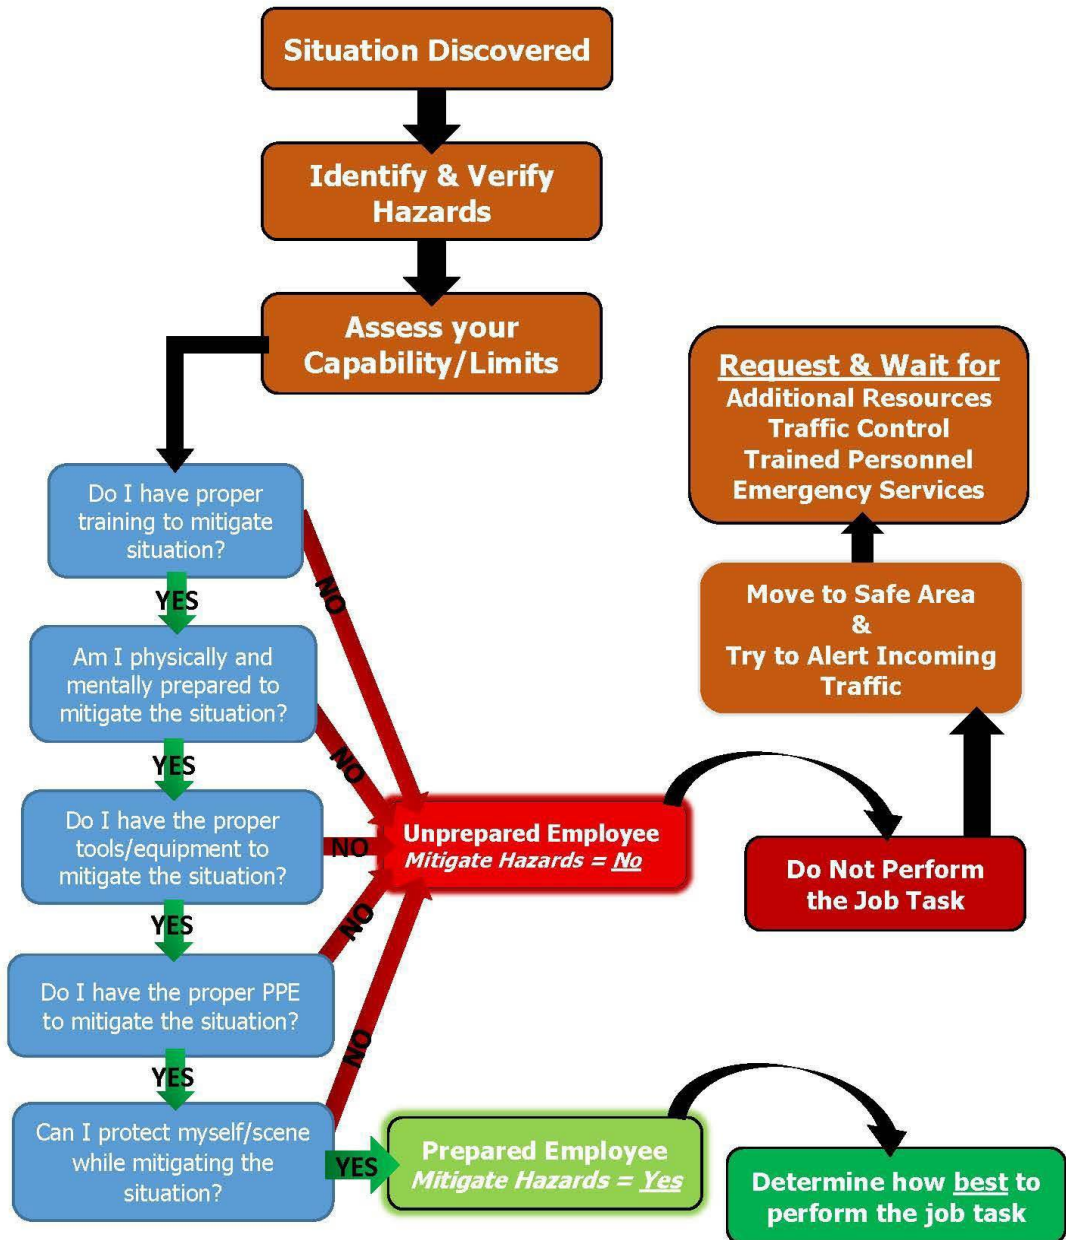 Situation Discovered
Identify & Verify
Hazards
Assess your
Capability/Limits
Do I have proper
training to mitigate
situation?
NO
YES
Am I physically and
mentally prepared to
mitigate the situation?
NO
YES
Do I have the proper
tools/equipment to
mitigate the situation?
NO
YES
Do I have the proper PPE
to mitigate the situation?
NO
YES
Can I protect myself/scene
while mitigating the
situation?
NO
YES
Unprepared Employee
Mitigate Hazards = No
Do Not Perform
the Job Task
Move to Safe Area
&
Try to Alert Incoming
Traffic
Request & Wait for
Additional Resources
Traffic Control
Trained Personnel
Emergency Services
Prepared Employee
Mitigate Hazards = Yes
Determine how best to
perform the job task